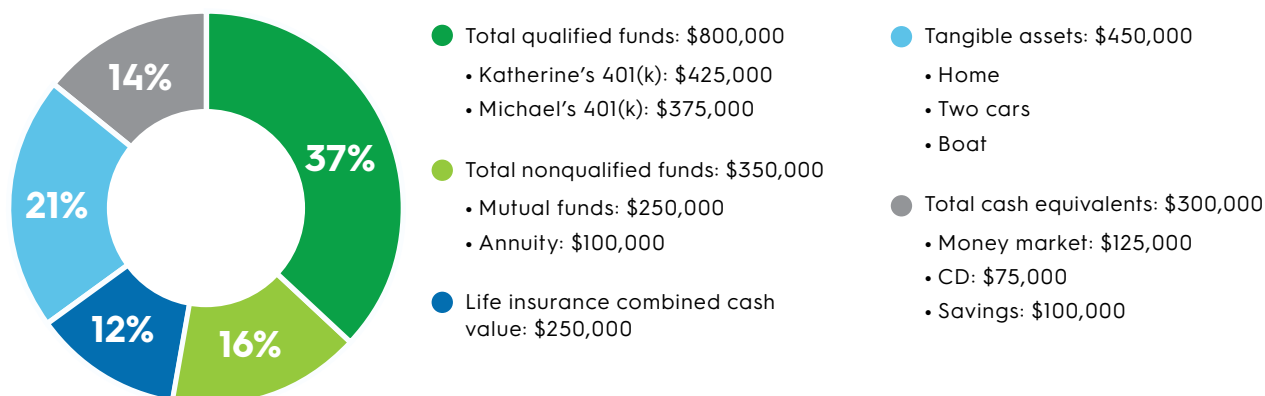 14%
37%
21%
12%
16%
Total qualified funds: $800,000
• Katherine's 401(k): $425,000
• Michael's 401(k): $375,000
Total nonqualified funds: $350,000
• Mutual funds: $250,000
• Annuity: $100,000
Life insurance combined cash
value: $250,000
Tangible assets: $450,000
• Home
• Two cars
• Boat
Total cash equivalents: $300,000
• Money market: $125,000
• CD: $75,000
• Savings: $100,000